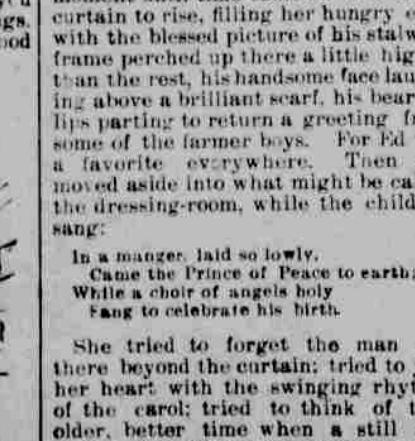 gs.
ood
curtain to rise, filling her hungry
with the blessed picture of his stalw
frame perched up there a little hig
than the rest, his handsome face lau
ing above a brilliant scarf, his bear
lips parting to return a greeting f
some of the farmer boys. For Ed
a favorite everywhere. Then
moved aside into what might be ca
the dressing-room, while the child
sang:
In a manger, laid so lowly,
Came the Prince of Peace to earth;
While a choir of angels holy
Sang to celebrate his birth.
She tried to forget the man
there beyond the curtain; tried to
her heart with the swinging rhy
of the carol; tried to think of t
older, better time when a still